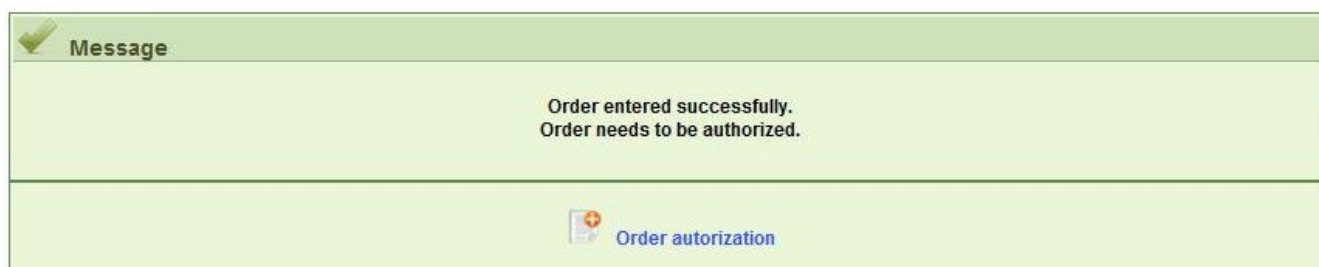 Message
Order entered successfully.
Order needs to be authorized.
Order autorization